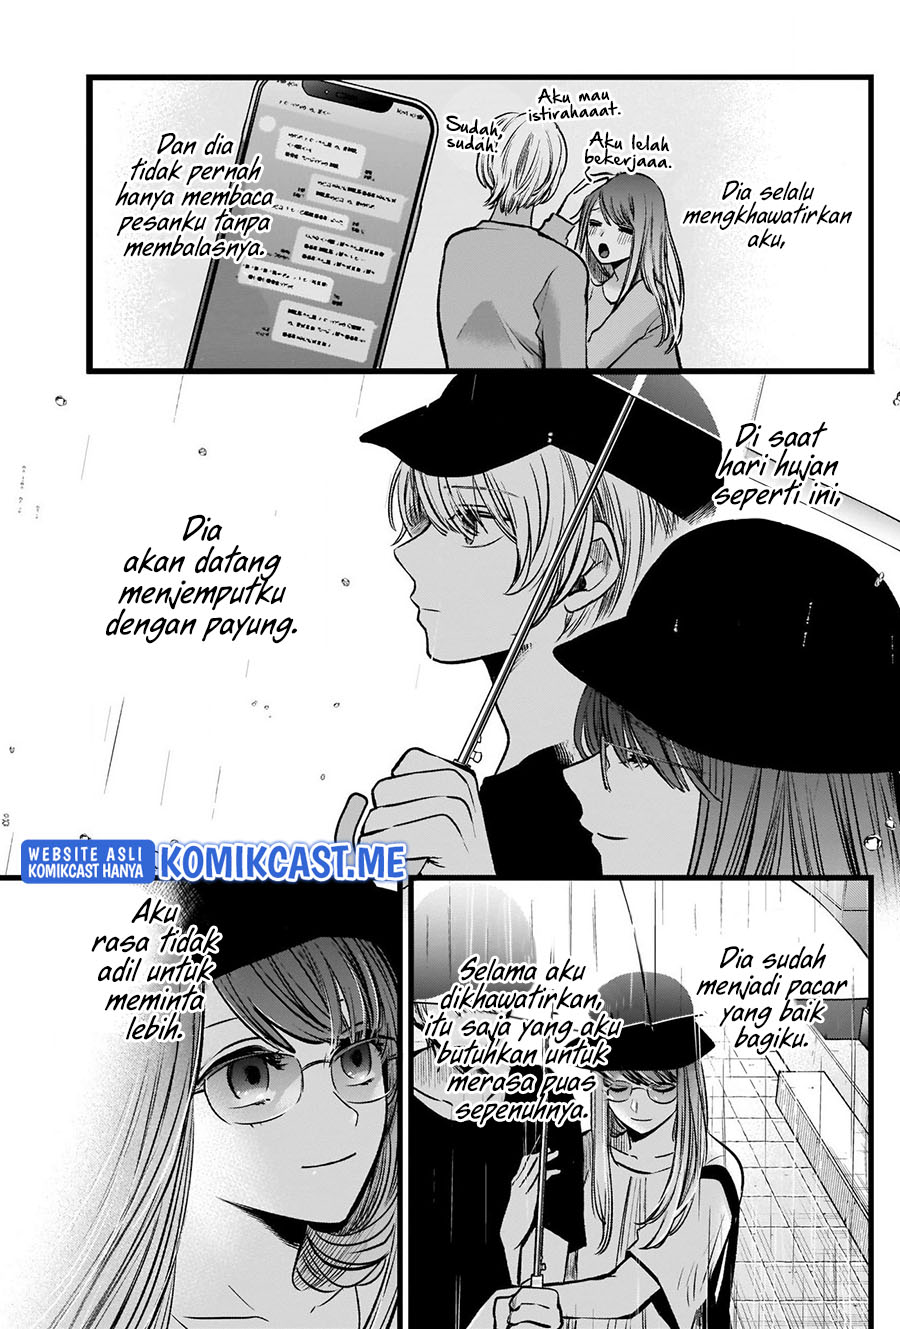 Dia selalu
mengkhawatirkan
aku,
Aku mau
istirahaaat.
Aku lelah
bekerjaaa.
Sudah,
sudah!
Dan dia
tidak pernah
hanya membaca
pesanku tanpa
membalasnya.
Di saat
hari hujan
seperti ini,
Dia
akan datang
menjemputku
dengan payung.
WEBSITE ASLI
KOMIKCAST HANYA
KOMIKCAST.ME
Dia sudah
menjadi pacar
yang baik
bagiku.
Selama aku
dikhawatirkan,
itu saja yang aku
butuhkan untuk
merasa puas
sepenuhnya.
Aku
rasa tidak
adil untuk
meminta
lebih.